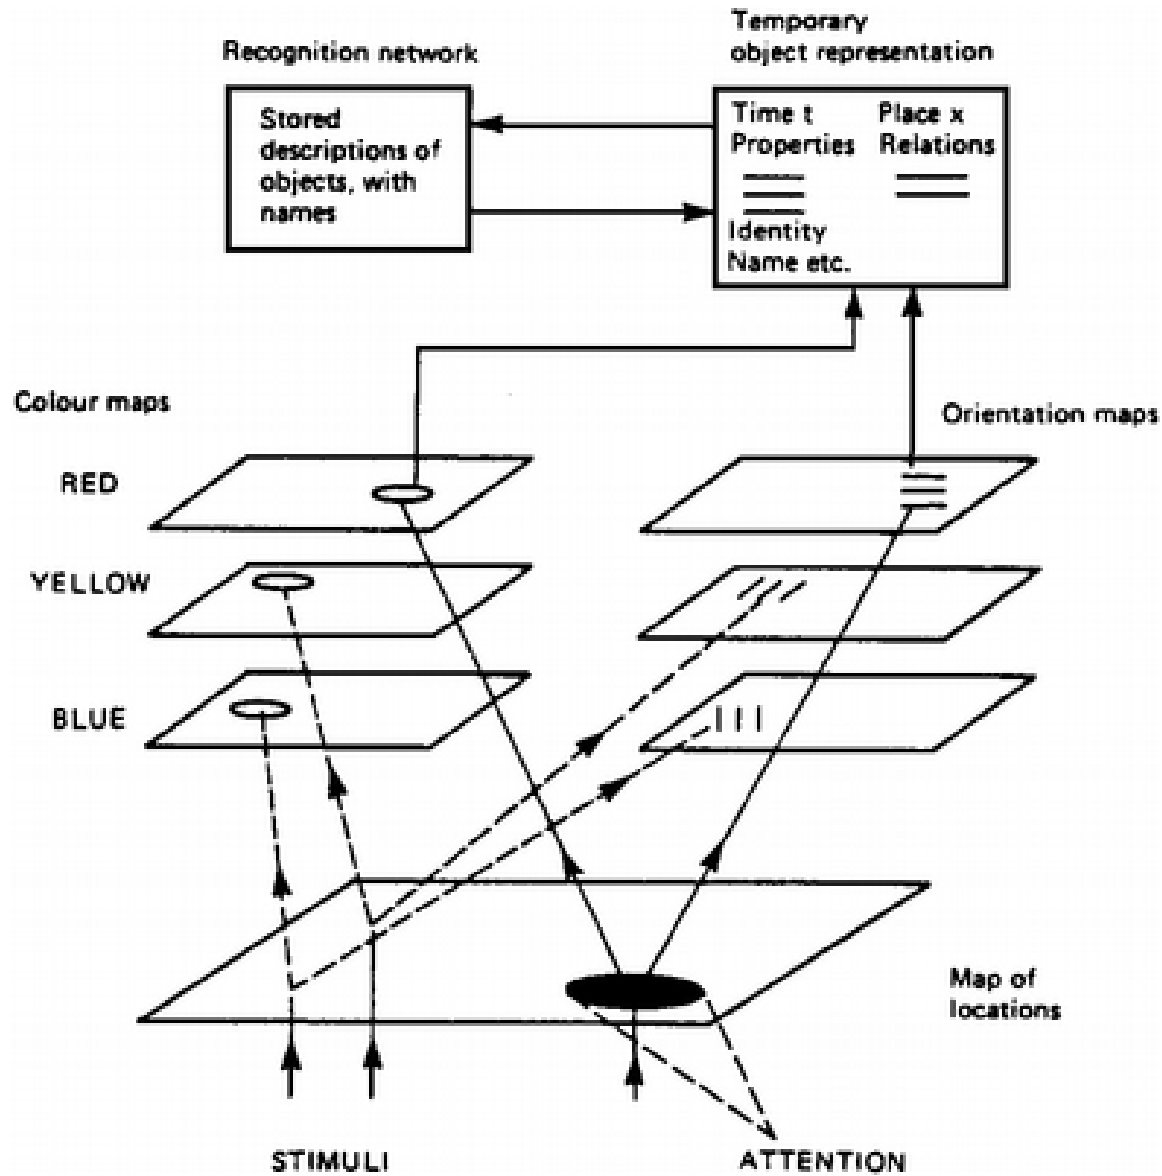 Temporary
object representation
Recognition network
Stored
descriptions of
objects, with
names
Time t Place x
Properties Relations
Identity
Name etc.
Colour maps
Orientation maps
RED
YELLOW
BLUE
Map of
locations
STIMULI ATTENTION